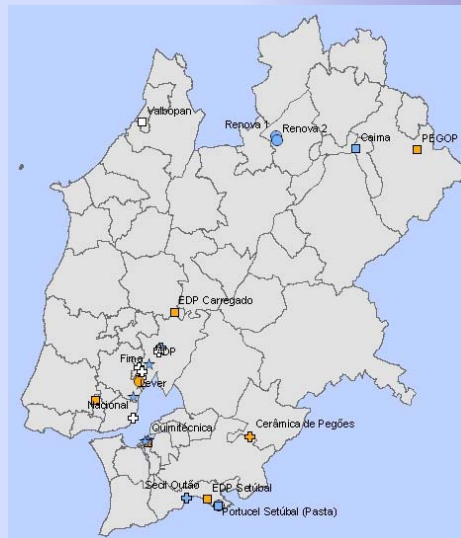 Valbopan
Renova 1
Renova 2
Caima
PEGOP
EDP Carregado
Fima
Lever
Nacional
Quimitécnica
Cerâmica de Pegões
Secil Outão
EDP Setúbal
Portucel Setúbal (Pasta)